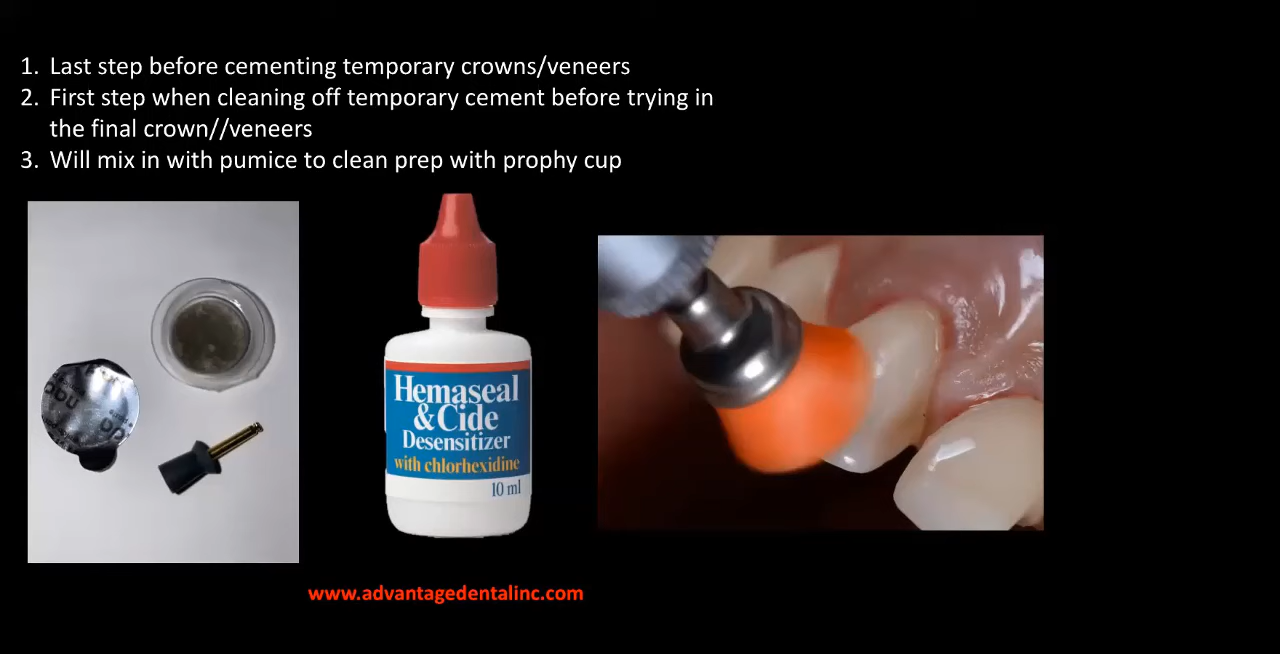 1. Last step before cementing temporary crowns/veneers
2. First step when cleaning off temporary cement before trying in
the final crown//veneers
3. Will mix in with pumice to clean prep with prophy cup
Hemaseal
&Cide
Desensitizer
with chlorhexidine
10 ml
www.advantagedentalinc.com